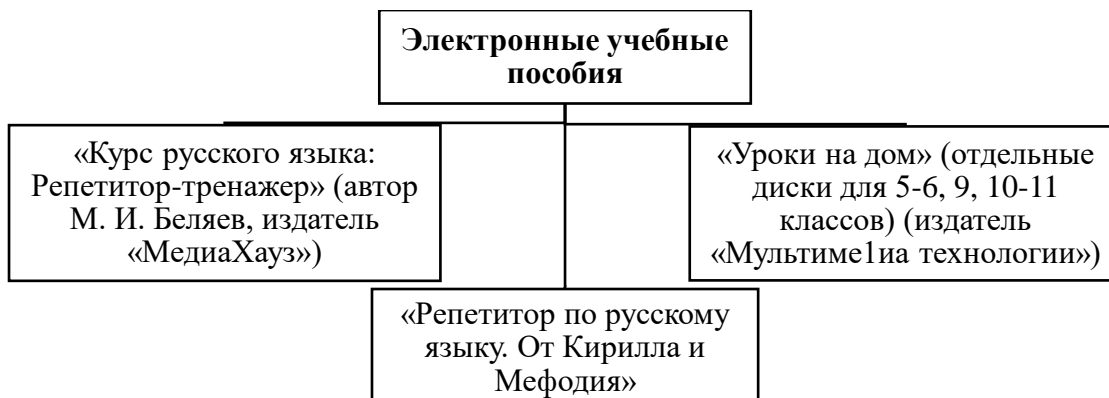 Электронные учебные
пособия
«Курс русского языка:
Репетитор-тренажер» (автор
М. И. Беляев, издатель
«МедиаХауз»)
«Уроки на дом» (отдельные
диски для 5-6, 9, 10-11
классов) (издатель
«Мультиме1иа технологии»)
«Репетитор по русскому
языку. От Кирилла и
Мефодия»